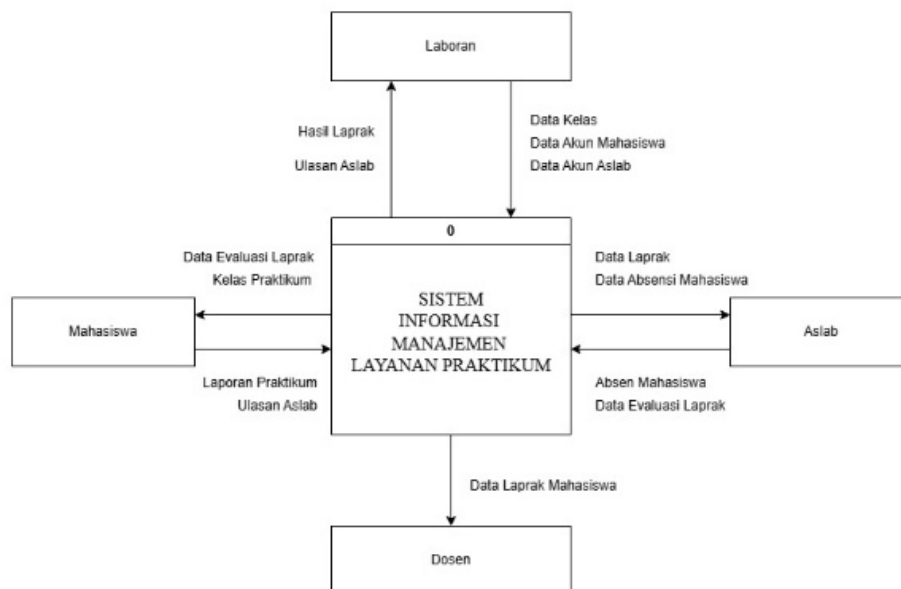 Laboran
Hasil Laprak
Ulasan Aslab
Data Kelas
Data Akun Mahasiswa
Data Akun Aslab
0
SISTEM
INFORMASI
MANAJEMEN
LAYANAN PRAKTIKUM
Data Evaluasi Laprak
Kelas Praktikum
Mahasiswa
Laporan Praktikum
Ulasan Aslab
Data Laprak
Data Absensi Mahasiswa
Aslab
Absen Mahasiswa
Data Evaluasi Laprak
Data Laprak Mahasiswa
Dosen